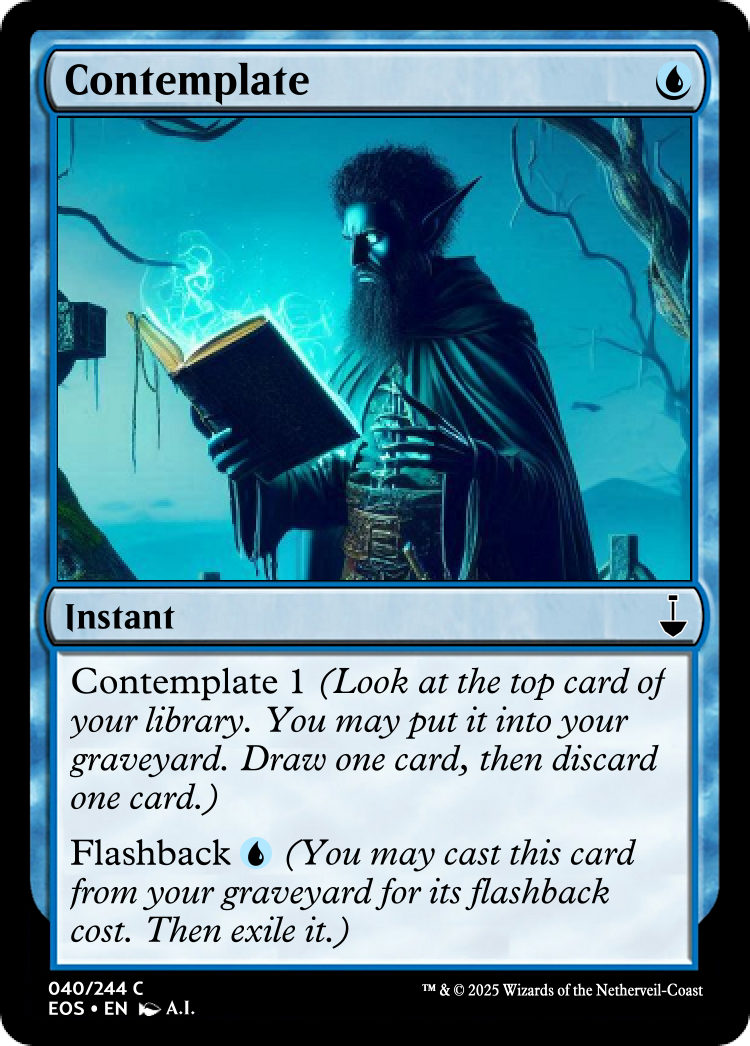 Contemplate
Instant
Contemplate 1 (Look at the top card of
your library. You may put it into your
graveyard. Draw one card, then discard
one card.)
Flashback (You may cast this card
from your graveyard for its flashback
cost. Then exile it.)
040/244 C
EOS • EN A.I.
™ & © 2025 Wizards of the Netherveil-Coast